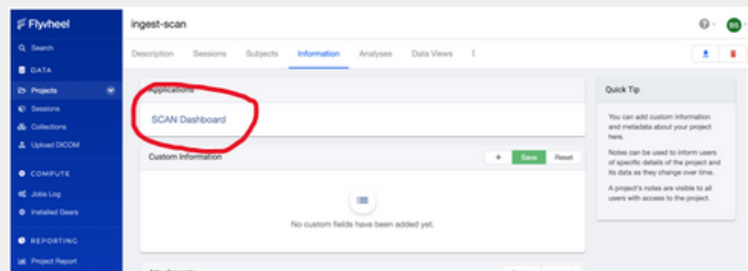 Flywheel
ingest-scan
BS
Search
Description Sessions Subjects Information Analyses Data Views
DATA
Projects
Sessions
Collections
Upload DICOM
COMPUTE
Jobs Log
Installed Gears
REPORTING
Project Report
Applications
SCAN Dashboard
Custom Information
+ Save Reset
No custom fields have been added yet.
Quick Tip
You can add custom information
and metadata about your project
here.
Notes can be used to inform users
of specific details of the project and
its data as they change over time.
A project's notes are visible to all
users with access to the project.